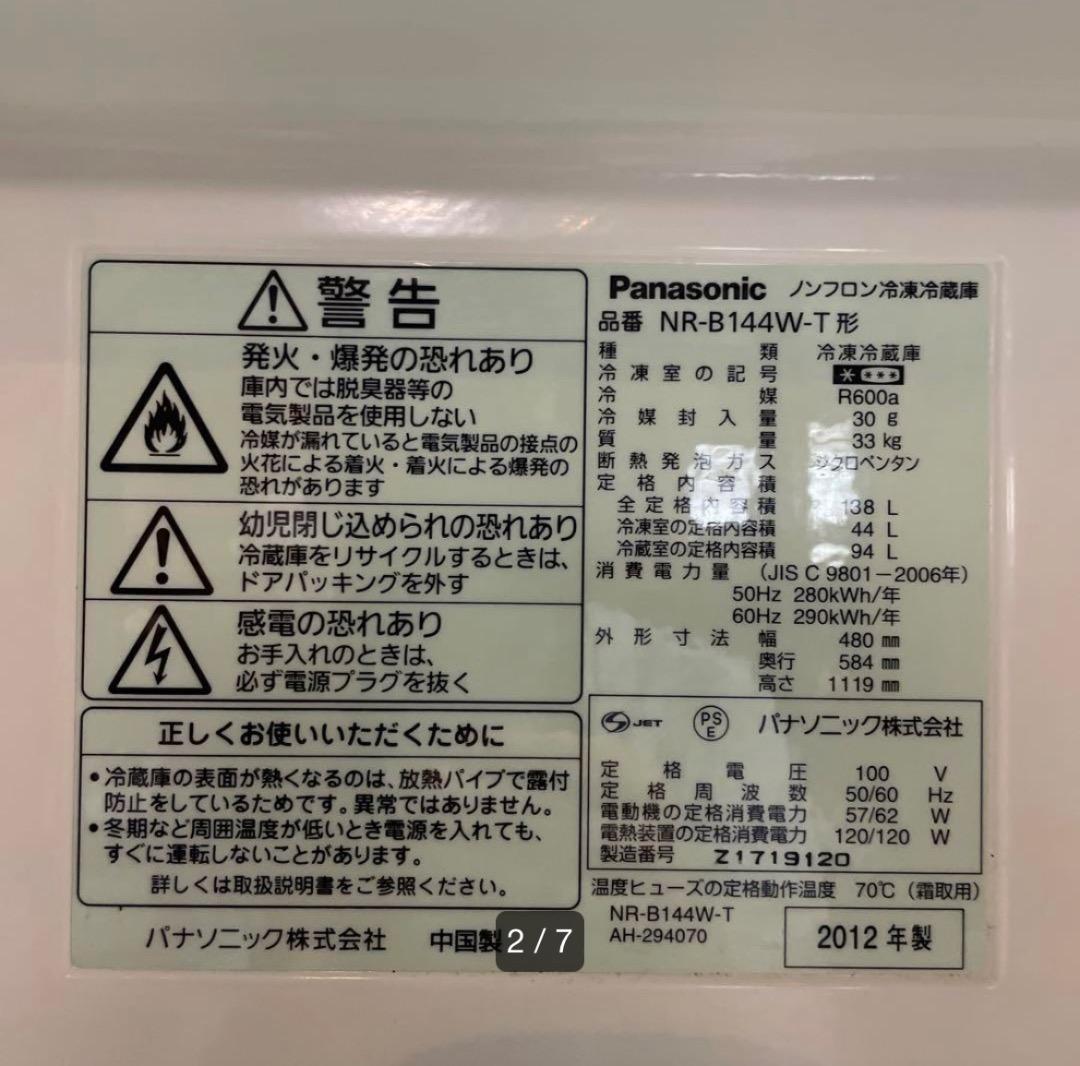 警告
発火・爆発の恐れあり
庫内では脱臭器等の
電気製品を使用しない
冷媒が漏れていると電気製品の接点の
火花による着火・着火による爆発の
恐れがあります
幼児閉じ込められの恐れあり
冷蔵庫をリサイクルするときは、
ドアパッキングを外す
感電の恐れあり
お手入れのときは、
必ず電源プラグを抜く
正しくお使いいただくために
•冷蔵庫の表面が熱くなるのは、放熱パイプで露付
防止をしているためです。異常ではありません。
•冬期など周囲温度が低いとき電源を入れても、
すぐに運転しないことがあります。
詳しくは取扱説明書をご参照ください。
パナソニック株式会社 中国製
2 / 7
Panasonic ノンフロン冷凍冷蔵庫
品番 NR-B144W-T形
種類 冷凍冷蔵庫
冷凍室の記号 * ***
冷媒 R600a
冷媒封入量 30 g
質量 33 kg
断熱発泡ガス シクロペンタン
定格内容積
全定格内容積 138 L
冷凍室の定格内容積 44 L
冷蔵室の定格内容積 94 L
消費電力量 (JIS C 9801-2006年)
50Hz 280kWh/年
60Hz 290kWh/年
外形寸法 幅 480 mm
奥行 584 mm
高さ 1119 mm
JET PS E パナソニック株式会社
定格電圧 100 V
定格周波数 50/60 Hz
電動機の定格消費電力 57/62 W
電熱装置の定格消費電力 120/120 W
製造番号 Z1719120
温度ヒューズの定格動作温度 70℃ (霜取用)
NR-B144W-T
AH-294070
2012年製